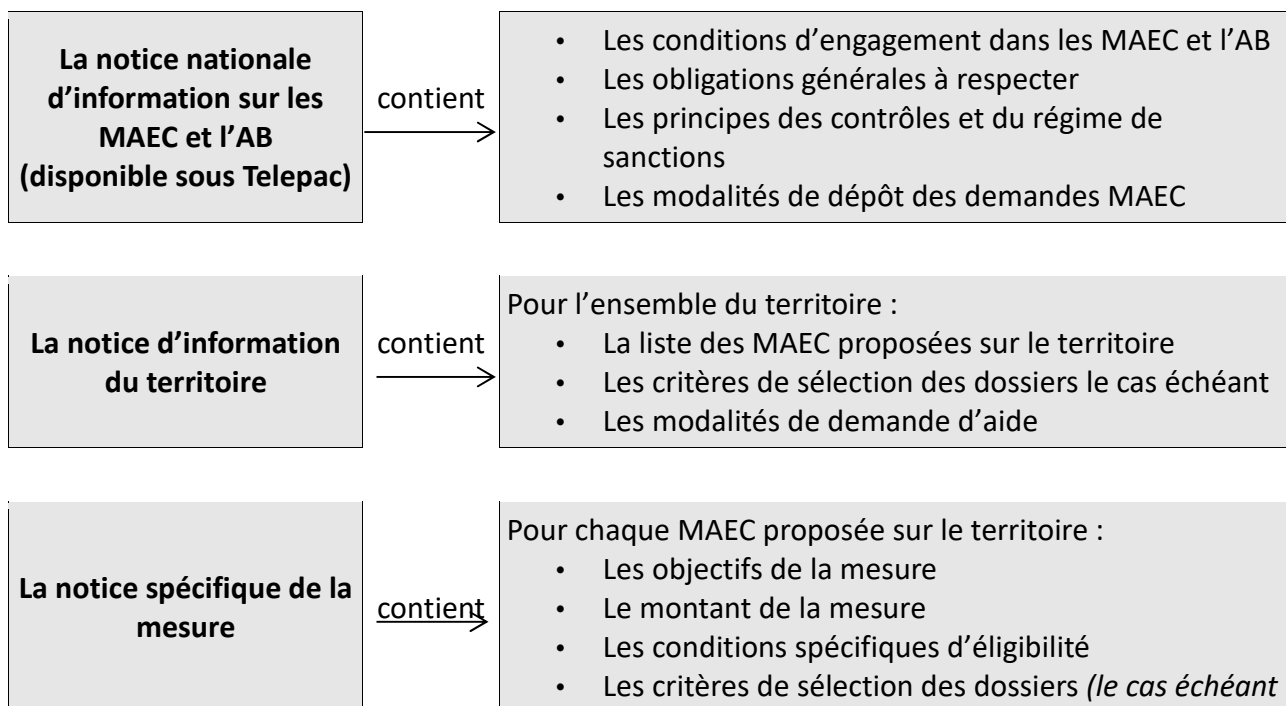 La notice nationale
d’information sur les
MAEC et l’AB
(disponible sous Telepac)
contient
• Les conditions d’engagement dans les MAEC et l’AB
• Les obligations générales à respecter
• Les principes des contrôles et du régime de
sanctions
• Les modalités de dépôt des demandes MAEC
La notice d’information
du territoire
contient
Pour l’ensemble du territoire :
• La liste des MAEC proposées sur le territoire
• Les critères de sélection des dossiers le cas échéant
• Les modalités de demande d’aide
La notice spécifique de la
mesure
contient
Pour chaque MAEC proposée sur le territoire :
• Les objectifs de la mesure
• Le montant de la mesure
• Les conditions spécifiques d’éligibilité
• Les critères de sélection des dossiers (le cas échéant